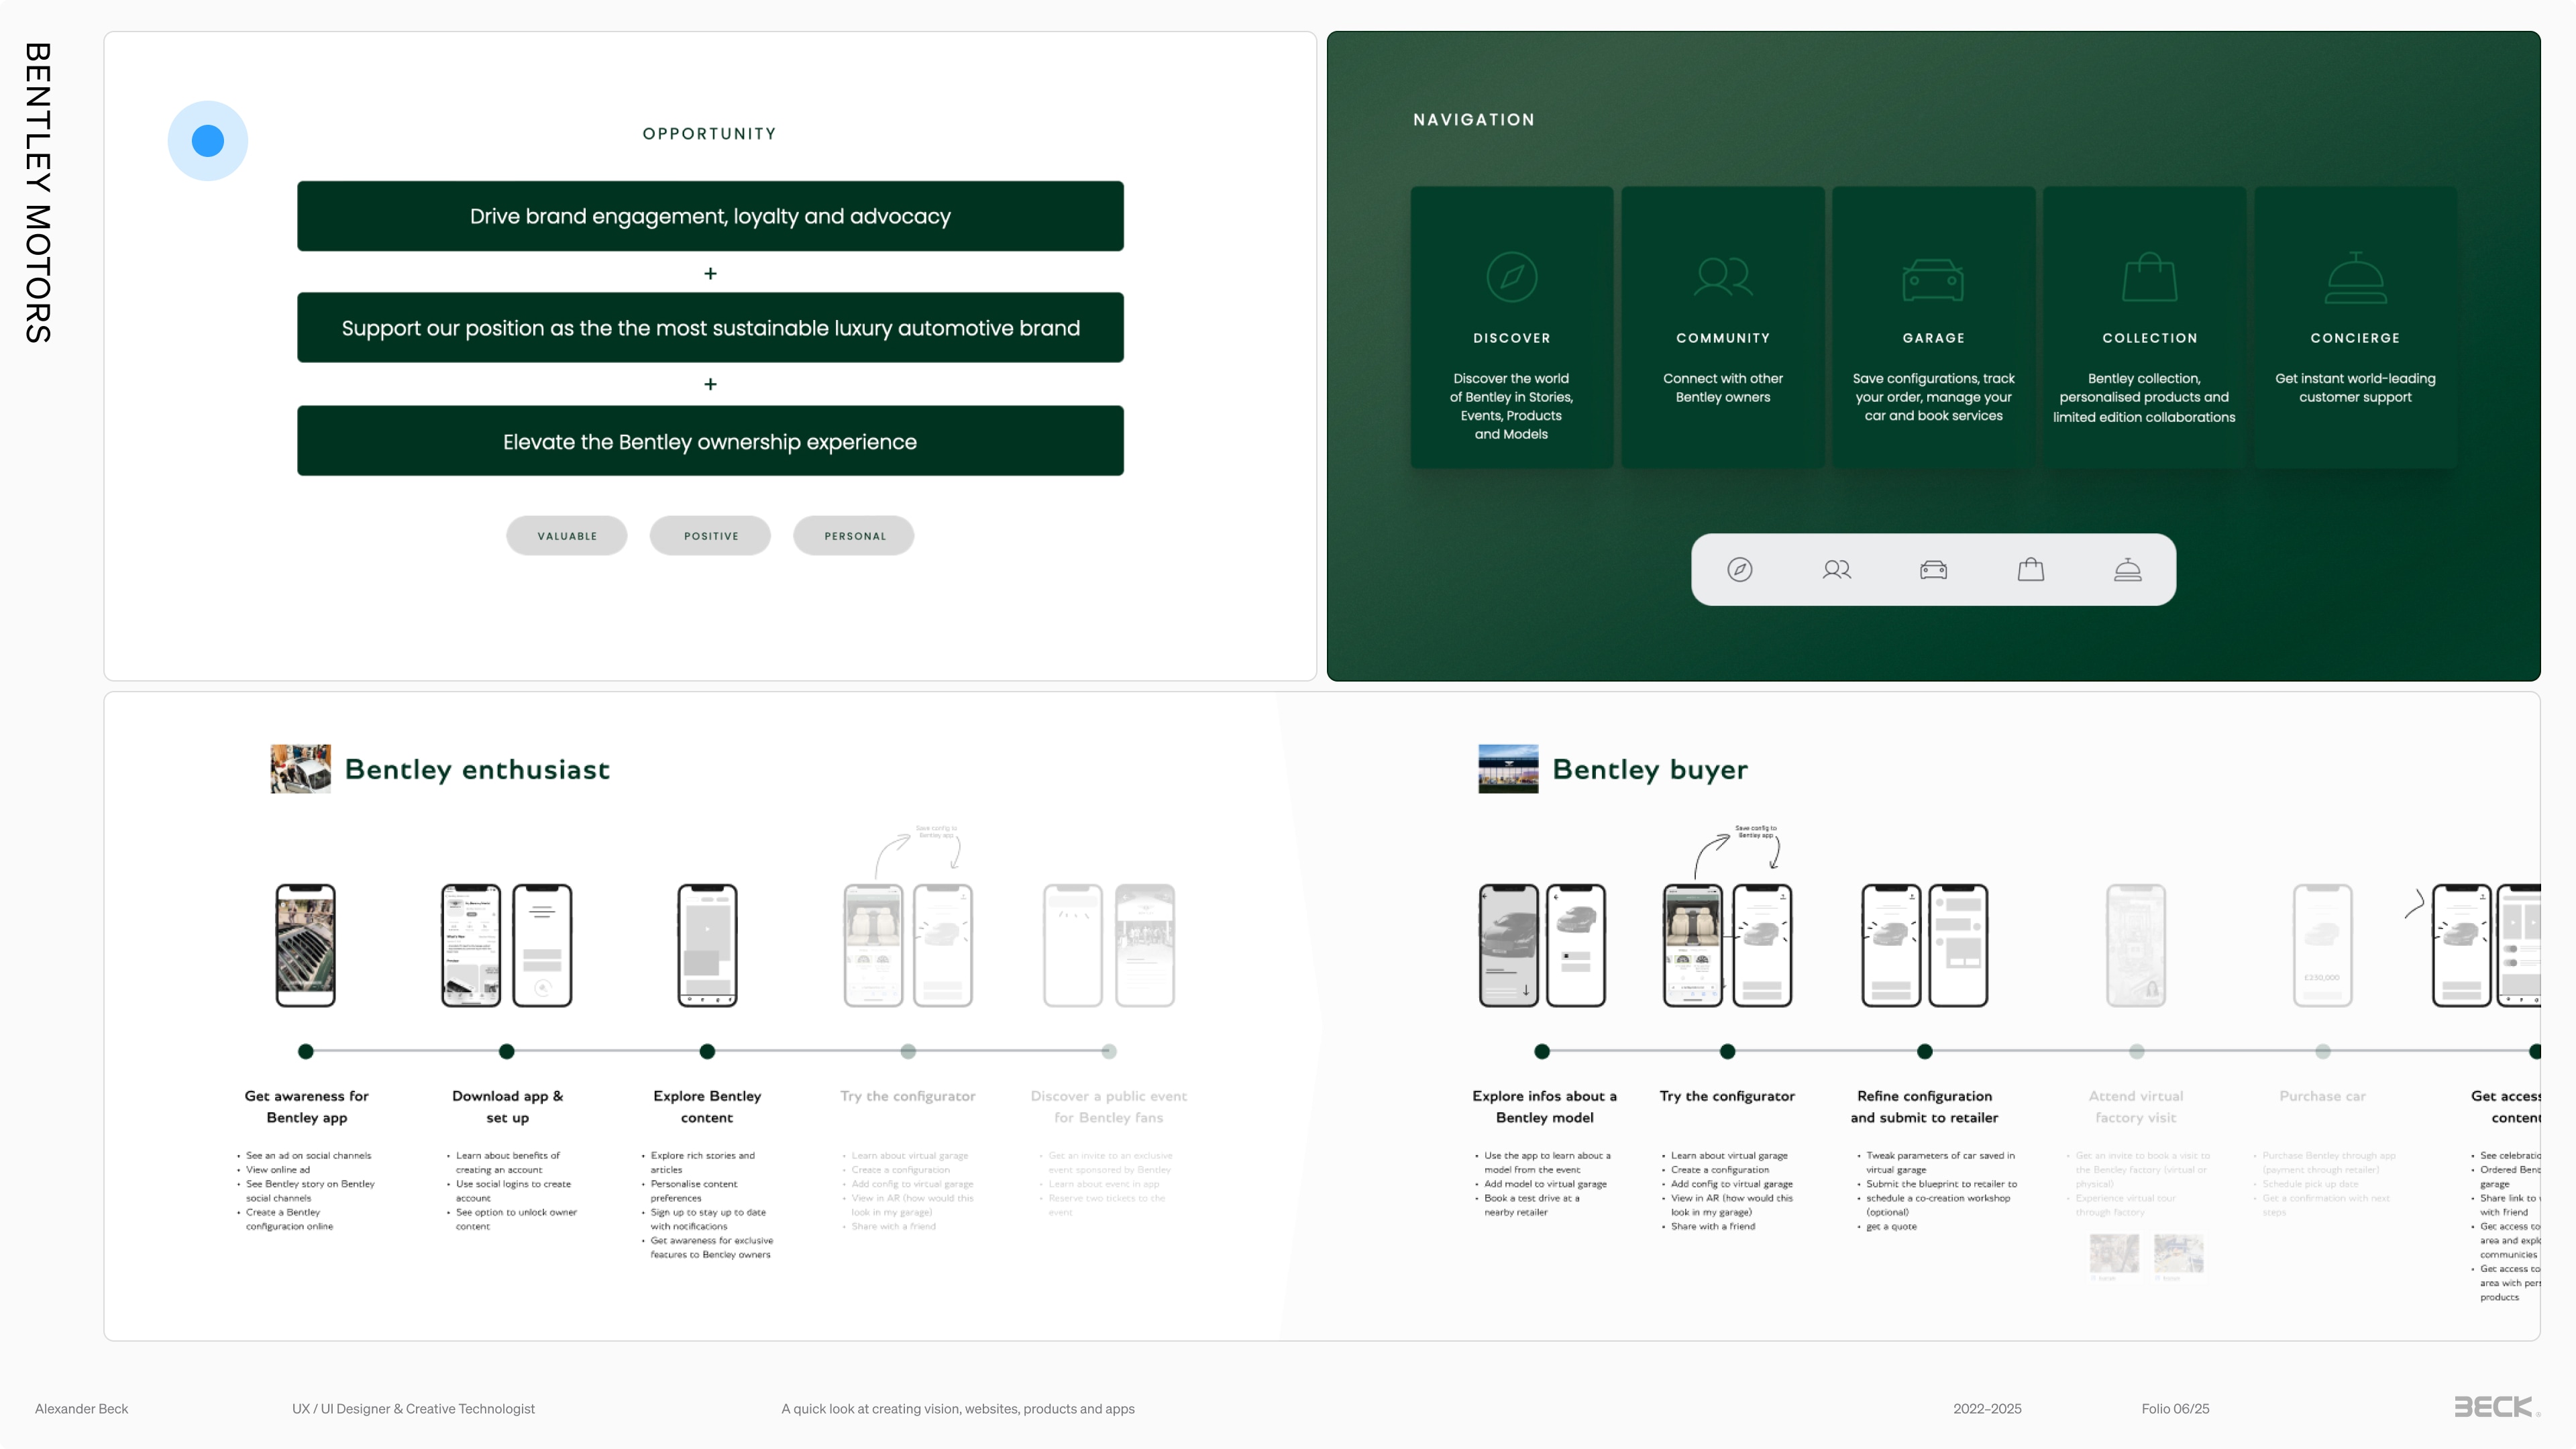 BENTLEY MOTORS
OPPORTUNITY
Drive brand engagement, loyalty and advocacy
+
Support our position as the the most sustainable luxury automotive brand
+
Elevate the Bentley ownership experience
VALUABLE
POSITIVE
PERSONAL
NAVIGATION
DISCOVER
Discover the world
of Bentley in Stories,
Events, Products
and Models
COMMUNITY
Connect with other
Bentley owners
GARAGE
Save configurations, track
your order, manage your
car and book services
COLLECTION
Bentley collection,
personalised products and
limited edition collaborations
CONCIERGE
Get instant world-leading
customer support
Bentley enthusiast
Save config to
Bentley app
Get awareness for
Bentley app
• See an ad on social channels
• View online ad
• See Bentley story on Bentley
social channels
• Create a Bentley
configuration online
Download app &
set up
• Learn about benefits of
creating an account
• Use social logins to create
account
• See option to unlock owner
content
Explore Bentley
content
• Explore rich stories and
articles
• Personalise content
preferences
• Sign up to stay up to date
with notifications
• Get awareness for exclusive
features to Bentley owners
Try the configurator
• Learn about virtual garage
• Create a configuration
• Add config to virtual garage
• View in AR (how would this
look in my garage)
• Share with a friend
Discover a public event
for Bentley fans
• Get an invite to an exclusive
event sponsored by Bentley
• Learn about event in app
• Reserve two tickets to the
event
Bentley buyer
Save config to
Bentley app
£230,000
Explore infos about a
Bentley model
• Use the app to learn about a
model from the event
• Add model to virtual garage
• Book a test drive at a
nearby retailer
Try the configurator
• Learn about virtual garage
• Create a configuration
• Add config to virtual garage
• View in AR (how would this
look in my garage)
• Share with a friend
Refine configuration
and submit to retailer
• Tweak parameters of car saved in
virtual garage
• Submit the blueprint to retailer to
• schedule a co-creation workshop
(optional)
• get a quote
Attend virtual
factory visit
• Get an invite to book a visit to
the Bentley factory (virtual or
physical)
• Experience virtual tour
through factory
Purchase car
• Purchase Bentley through app
(payment through retailer)
• Schedule pick up date
• Get a confirmation with next
steps
Get access
content
• See celebratio
• Ordered Bent
garage
• Share link to
with friend
• Get access to
area and explo
communities
• Get access to
area with pers
products
Alexander Beck
UX / UI Designer & Creative Technologist
A quick look at creating vision, websites, products and apps
2022–2025
Folio 06/25
BECK